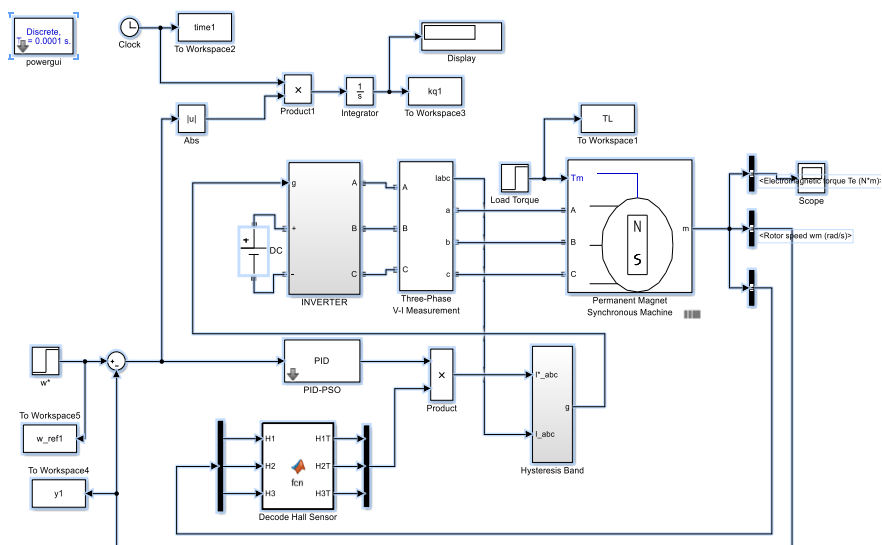 Discrete,
= 0.0001 s.
powergui
Clock
time1
To Workspace2
Display
Product1
1
s
Integrator
kq1
To Workspace3
|u|
Abs
TL
To Workspace1
g
A
B
C
+
-
DC
INVERTER
A
B
C
Iabc
a
b
c
Three-Phase
V-I Measurement
Load Torque
Tm
A
B
C
N
S
m
Permanent Magnet
Synchronous Machine
<Electromagnetic torque Te (N*m)>
Scope
<Rotor speed wm (rad/s)>
w*
PID
PID-PSO
×
Product
I*_abc
I_abc
g
Hysteresis Band
To Workspace5
w_ref1
To Workspace4
y1
H1
H2
H3
fcn
H1T
H2T
H3T
Decode Hall Sensor